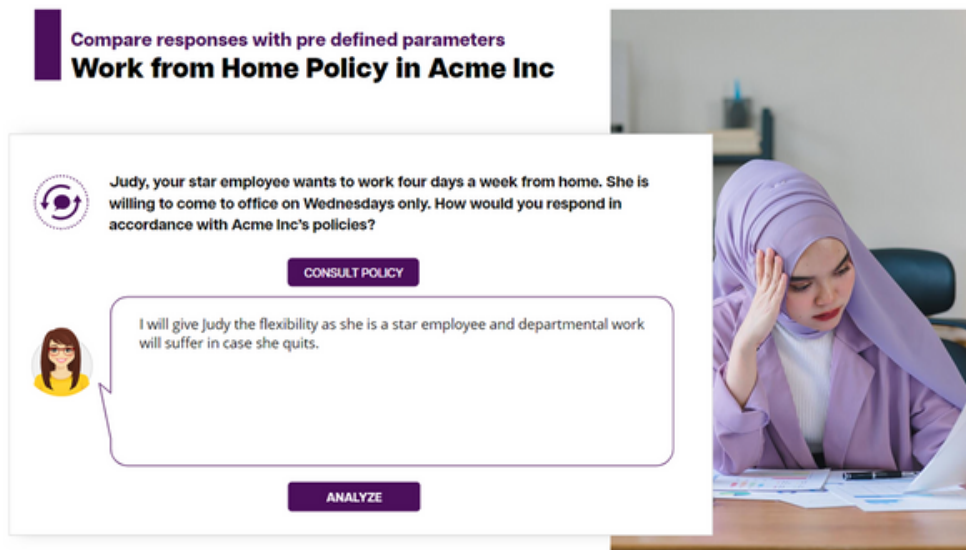 Compare responses with pre defined parameters
Work from Home Policy in Acme Inc
Judy, your star employee wants to work four days a week from home. She is
willing to come to office on Wednesdays only. How would you respond in
accordance with Acme Inc's policies?
CONSULT POLICY
I will give Judy the flexibility as she is a star employee and departmental work
will suffer in case she quits.
ANALYZE